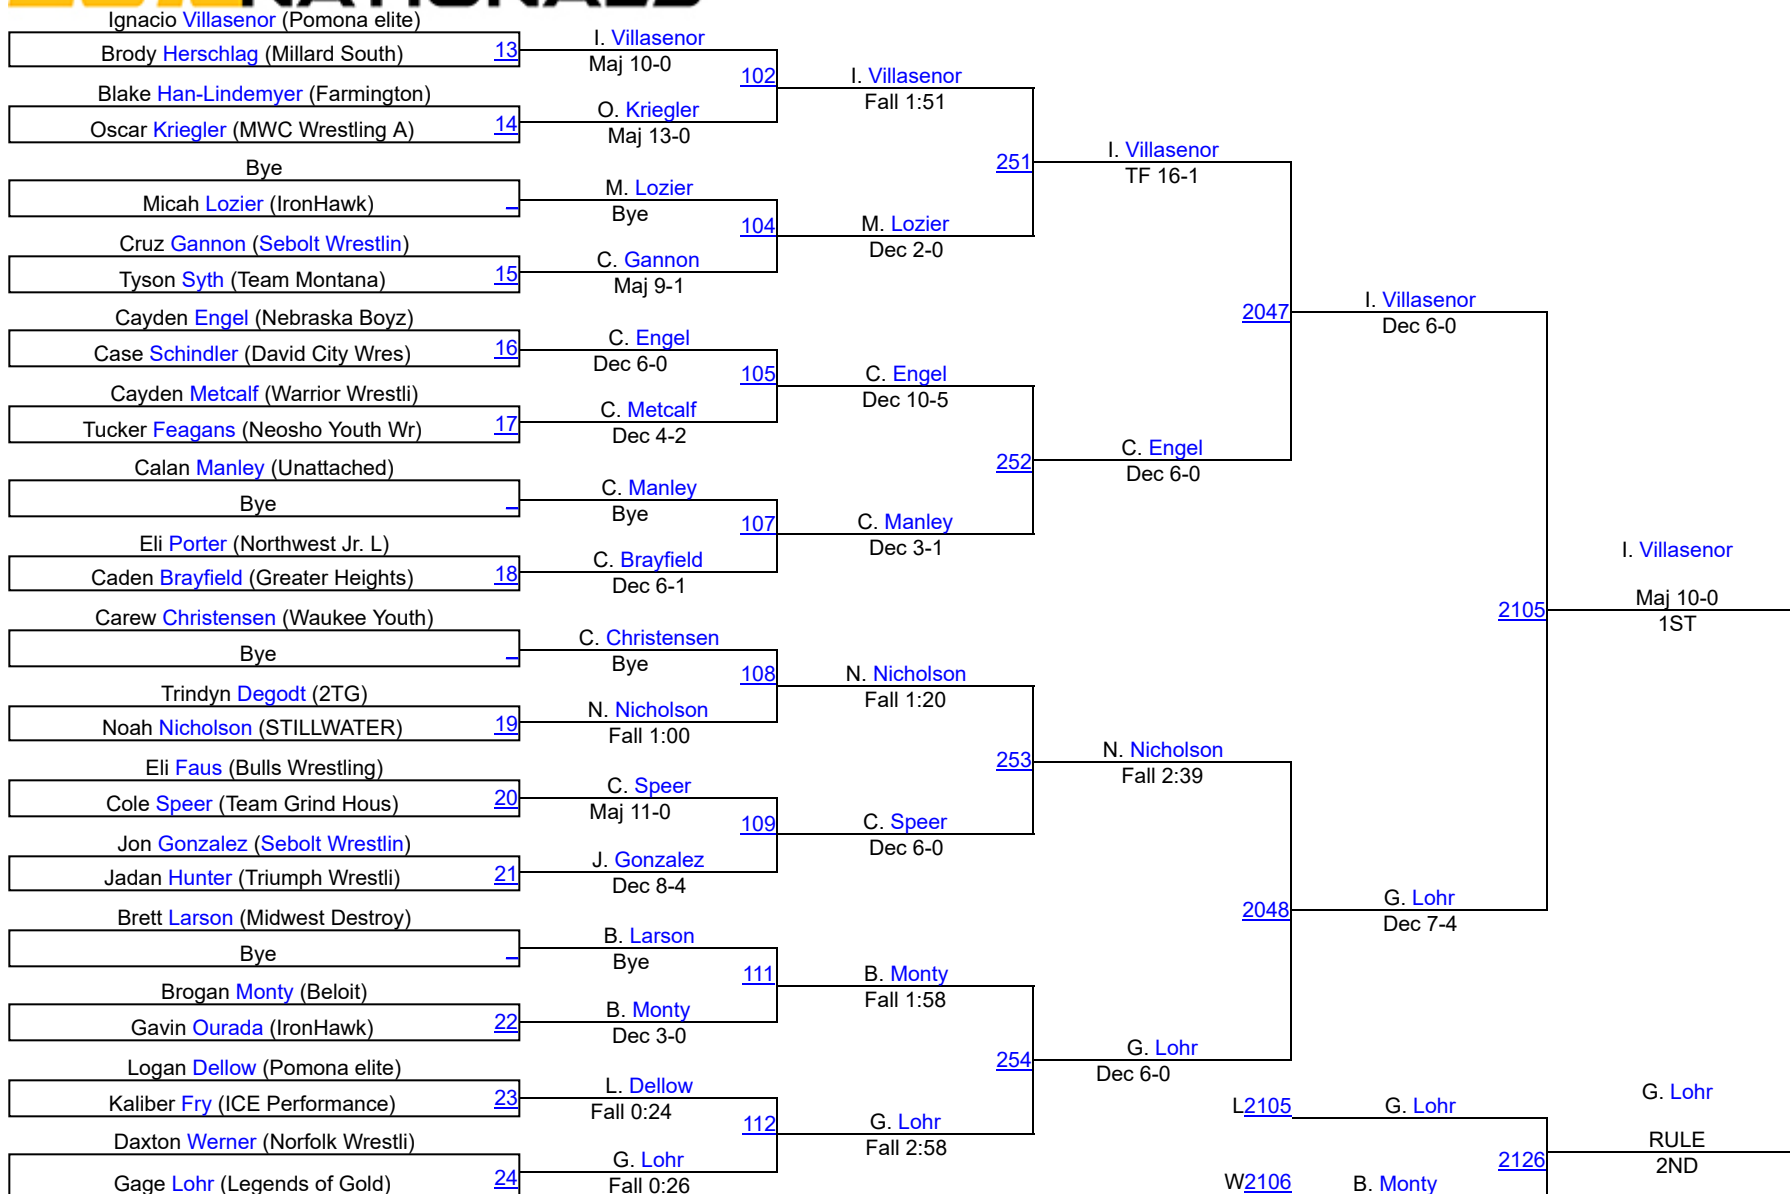 NATIONALS
Ignacio Villasenor (Pomona elite)
Brody Herschlag (Millard South)
13
Blake Han-Lindemyer (Farmington)
Oscar Kriegler (MWC Wrestling A)
14
Bye
Micah Lozier (IronHawk)
Cruz Gannon (Sebolt Wrestlin)
Tyson Syth (Team Montana)
15
Cayden Engel (Nebraska Boyz)
Case Schindler (David City Wres)
16
Cayden Metcalf (Warrior Wrestli)
Tucker Feagans (Neosho Youth Wr)
17
Calan Manley (Unattached)
Bye
Eli Porter (Northwest Jr. L)
Caden Brayfield (Greater Heights)
18
Carew Christensen (Waukee Youth)
Bye
Trindyn Degodt (2TG)
Noah Nicholson (STILLWATER)
19
Eli Faus (Bulls Wrestling)
Cole Speer (Team Grind Hous)
20
Jon Gonzalez (Sebolt Wrestlin)
Jadan Hunter (Triumph Wrestli)
21
Brett Larson (Midwest Destroy)
Bye
Brogan Monty (Beloit)
Gavin Ourada (IronHawk)
22
Logan Dellow (Pomona elite)
Kaliber Fry (ICE Performance)
23
Daxton Werner (Norfolk Wrestli)
Gage Lohr (Legends of Gold)
24
I. Villasenor
Maj 10-0
102
O. Kriegler
Maj 13-0
M. Lozier
Bye
104
C. Gannon
Maj 9-1
C. Engel
Dec 6-0
105
C. Metcalf
Dec 4-2
C. Manley
Bye
107
C. Brayfield
Dec 6-1
C. Christensen
Bye
108
N. Nicholson
Fall 1:00
C. Speer
Maj 11-0
109
J. Gonzalez
Dec 8-4
B. Larson
Bye
111
B. Monty
Dec 3-0
L. Dellow
Fall 0:24
112
G. Lohr
Fall 0:26
I. Villasenor
Fall 1:51
251
M. Lozier
Dec 2-0
C. Engel
Dec 10-5
252
C. Manley
Dec 3-1
N. Nicholson
Fall 1:20
253
C. Speer
Dec 6-0
B. Monty
Fall 1:58
254
G. Lohr
Fall 2:58
I. Villasenor
TF 16-1
2047
C. Engel
Dec 6-0
N. Nicholson
Fall 2:39
2048
G. Lohr
Dec 6-0
I. Villasenor
Dec 6-0
2105
G. Lohr
Dec 7-4
I. Villasenor
Maj 10-0
1ST
L2105
G. Lohr
2126
W2106
B. Monty
G. Lohr
RULE
2ND